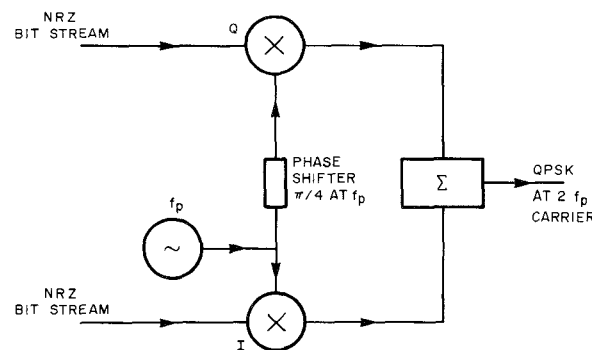 NRZ
BIT STREAM
Q
×
PHASE
SHIFTER
π/4 AT fp
Σ
QPSK
AT 2 fp
CARRIER
fp
~
NRZ
BIT STREAM
I
×